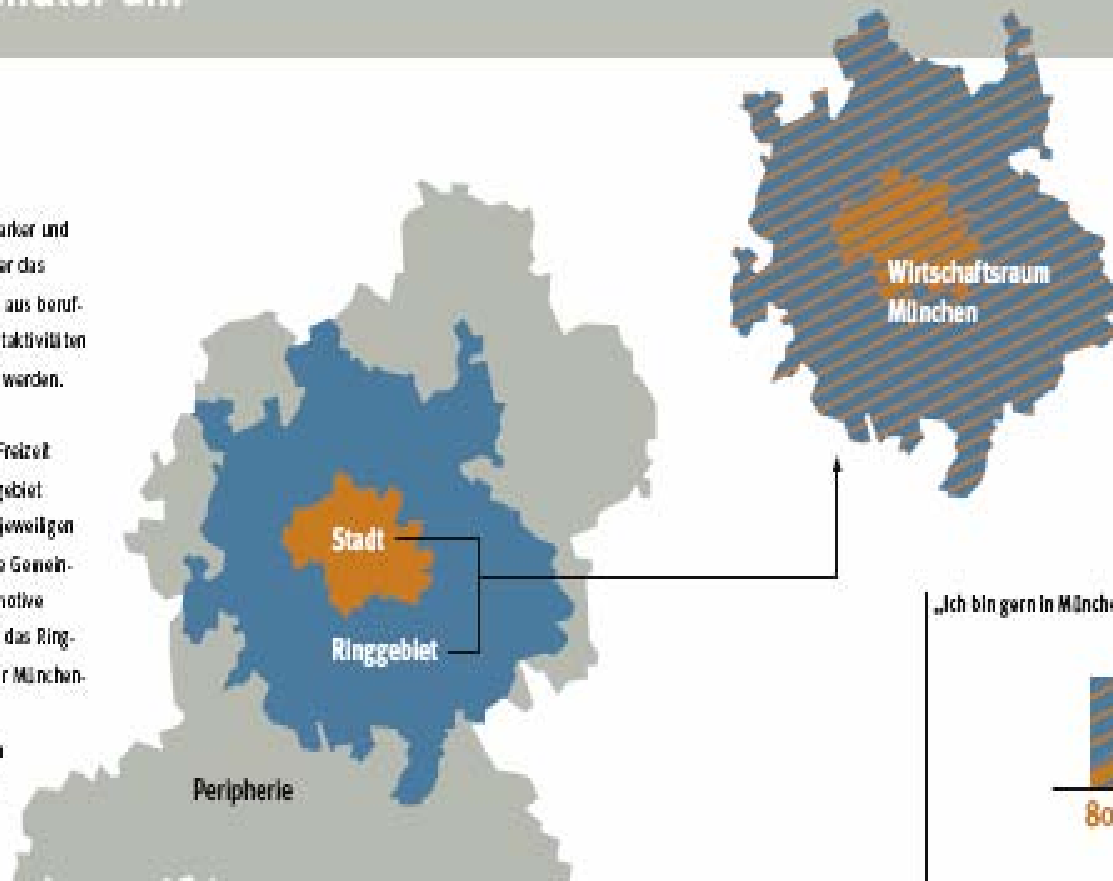 arker und
er das
aus beruf-
taktivitäten
werden.
Freizeit
gebiet
jeweiligen
e Gemein-
motive
das Ring-
r München-
Wirtschaftsraum
München
Stadt
Ringgebiet
Peripherie
„Ich bin gern in Münche
80